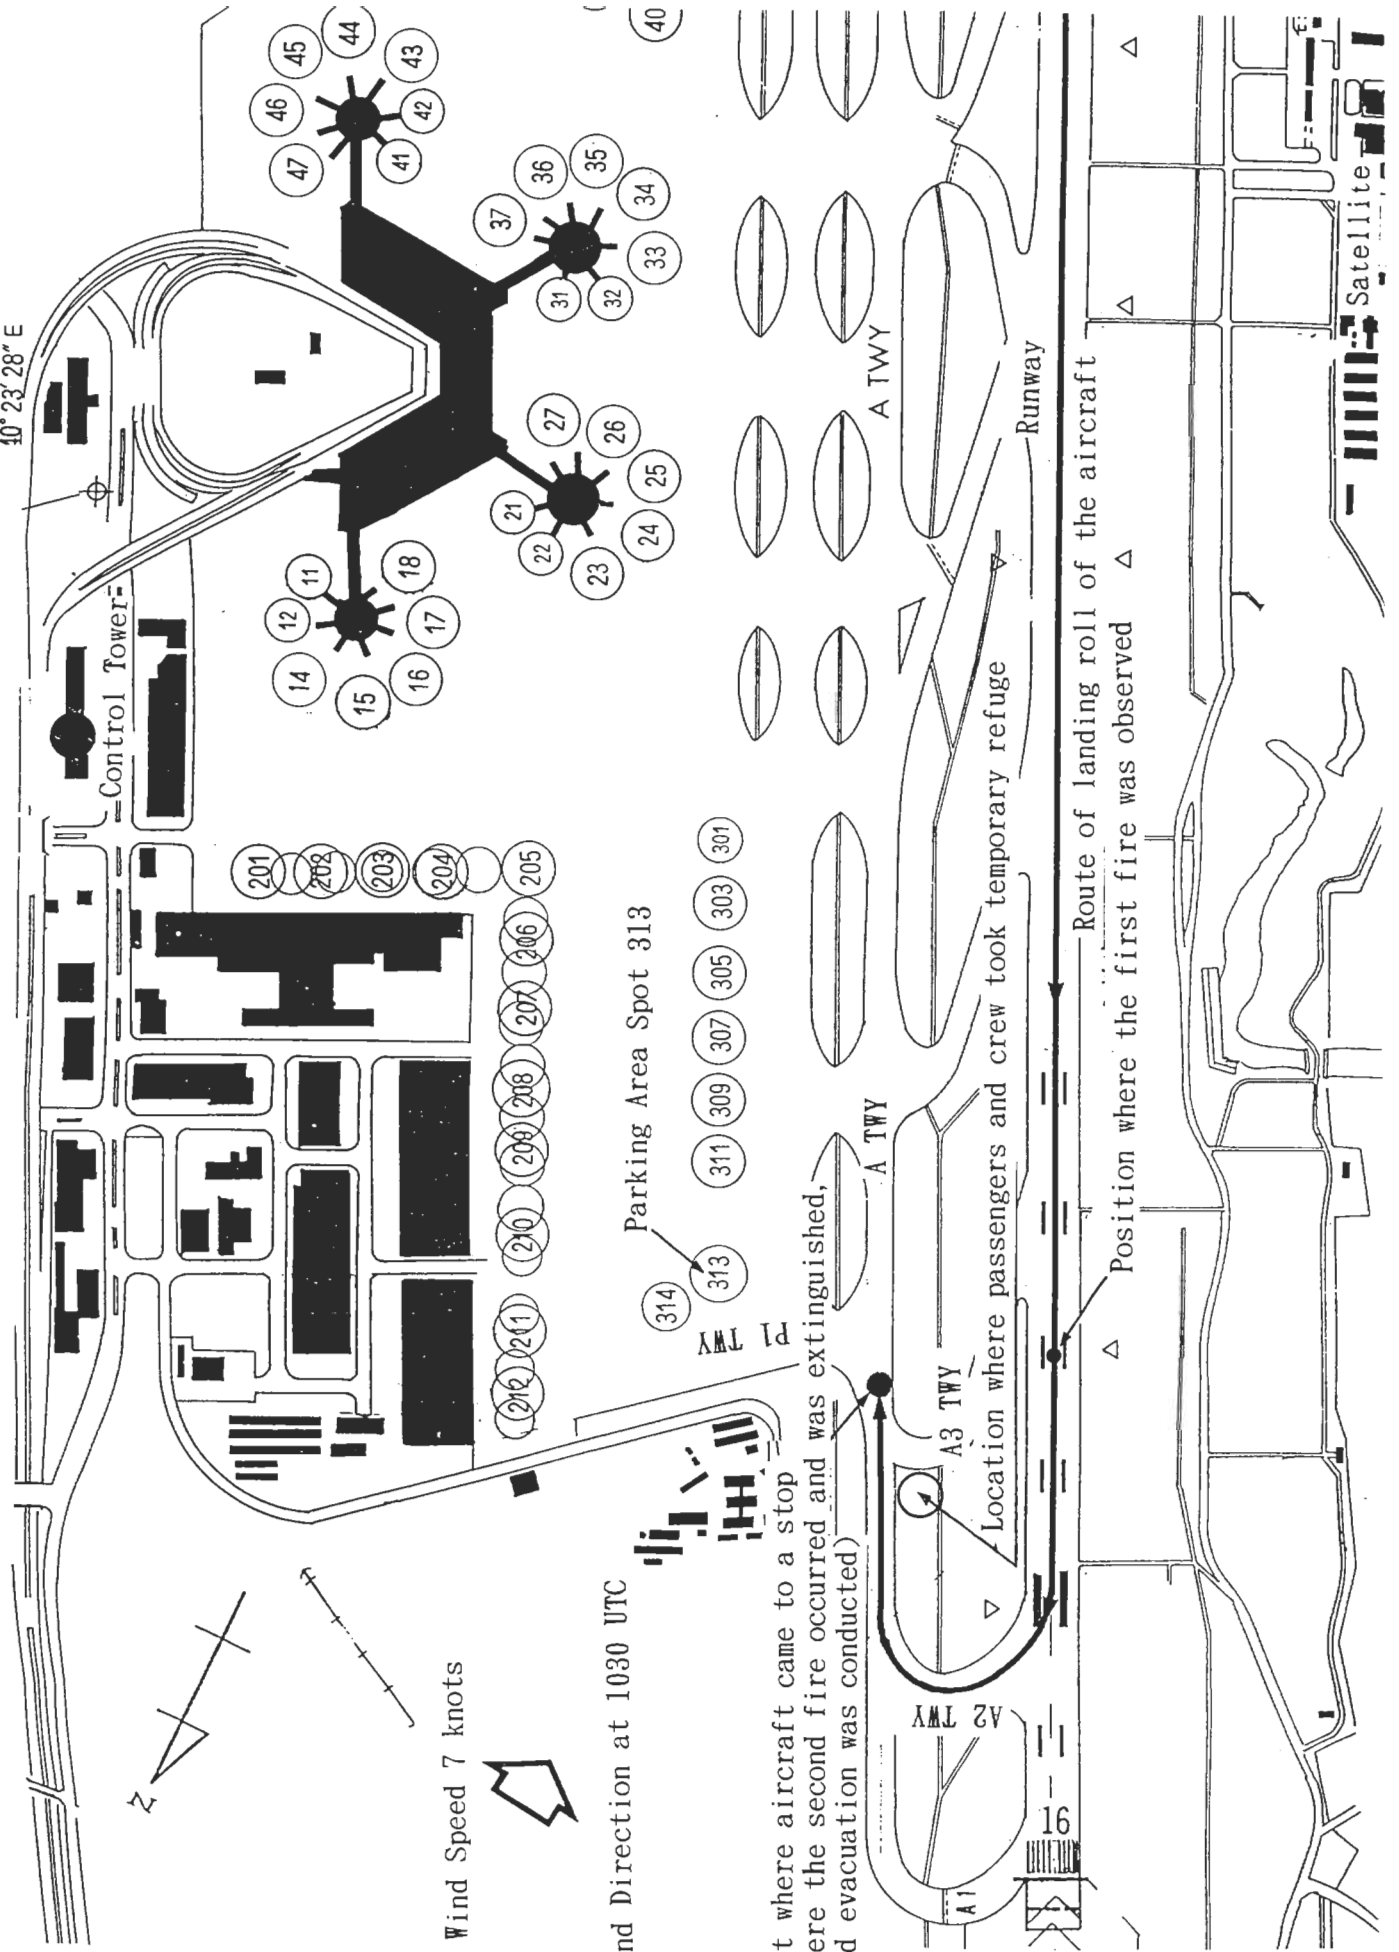 40° 23′ 28″ E
Control Tower
45
44
43
46
42
47
41
36
35
37
34
33
31
32
40
27
26
25
21
24
22
23
11
18
12
17
14
16
15
201
202
203
204
205
206
207
208
209
210
211
212
301
303
305
307
309
311
313
314
Parking Area Spot 313
P1 TWY
A TWY
A TWY
A3 TWY
A2 TWY
A1
16
Runway
Satellite
Route of landing roll of the aircraft
Position where the first fire was observed
Location where passengers and crew took temporary refuge
t where aircraft came to a stop
ere the second fire occurred and was extinguished,
d evacuation was conducted)
N
Wind Speed 7 knots
nd Direction at 1030 UTC